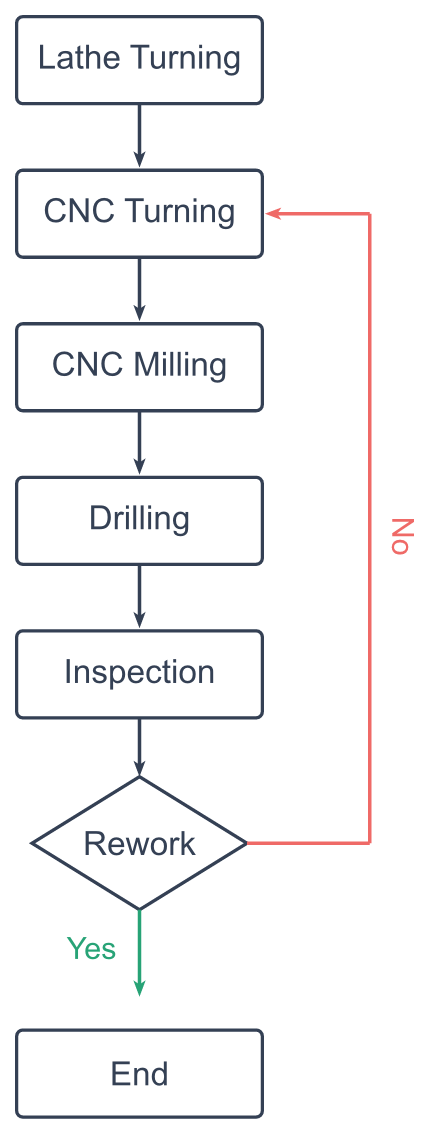 Lathe Turning
CNC Turning
CNC Milling
Drilling
No
Inspection
Rework
Yes
End